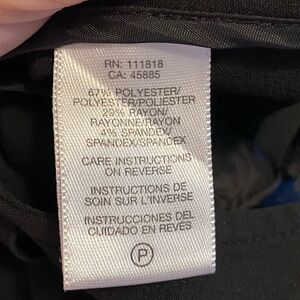 RN: 111818
CA: 45885
67% POLYESTER/
POLYESTER/POLIESTER
29% RAYON/
RAYONNE/RAYON
4% SPANDEX/
SPANDEX/SPANDEX
CARE INSTRUCTIONS
ON REVERSE
INSTRUCTIONS DE
SOIN SUR L'INVERSE
INSTRUCCIONES DEL
CUIDADO EN REVES
P